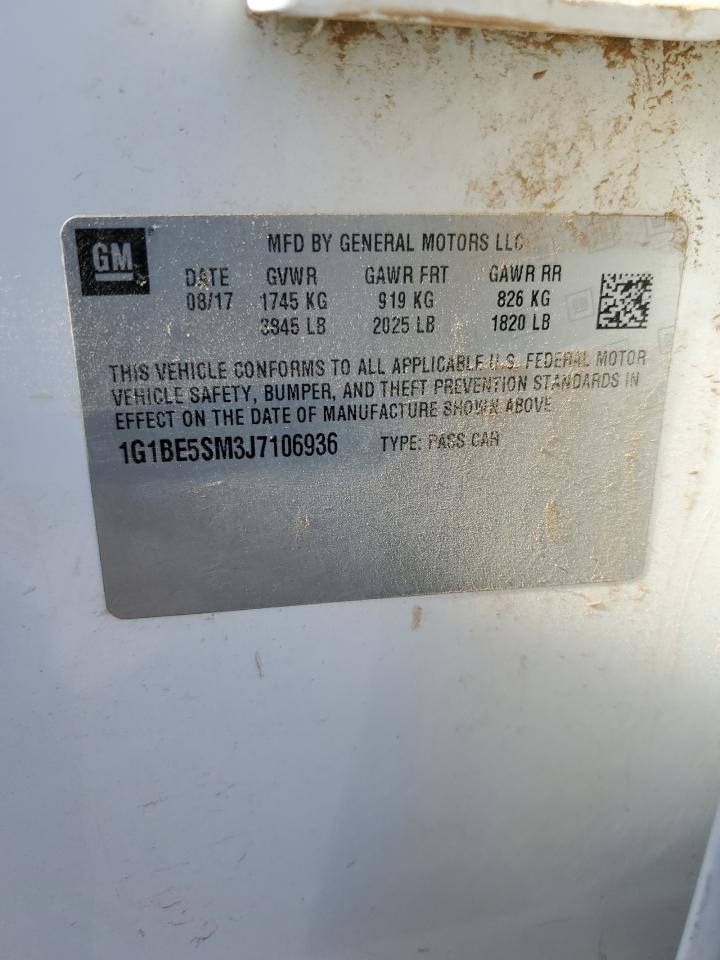 GM
MFD BY GENERAL MOTORS LLC
DATE GVWR GAWR FRT GAWR RR
08/17 1745 KG 919 KG 826 KG
3845 LB 2025 LB 1820 LB
THIS VEHICLE CONFORMS TO ALL APPLICABLE U.S. FEDERAL MOTOR
VEHICLE SAFETY, BUMPER, AND THEFT PREVENTION STANDARDS IN
EFFECT ON THE DATE OF MANUFACTURE SHOWN ABOVE
1G1BE5SM3J7106936 TYPE: PASS CAR